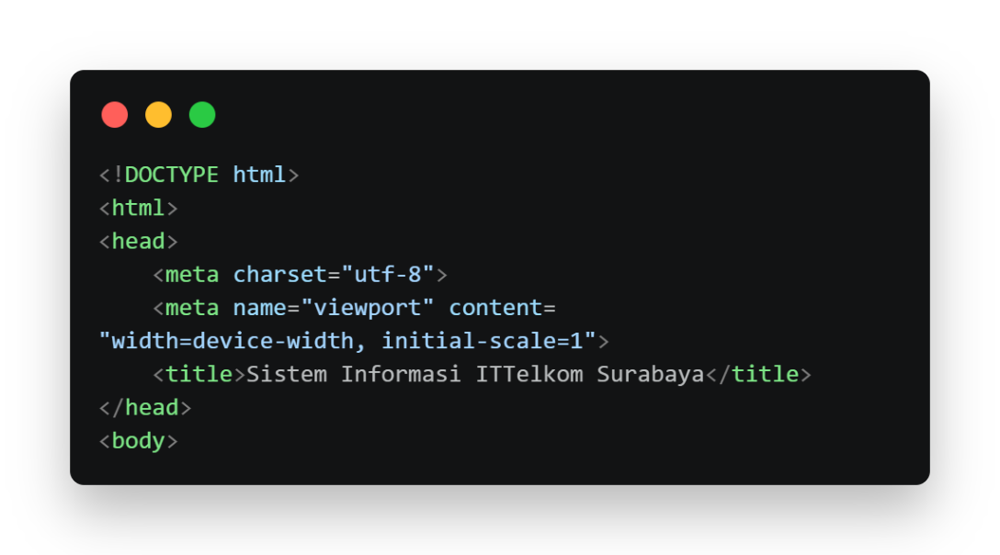 <!DOCTYPE html>
<html>
<head>
    <meta charset="utf-8">
    <meta name="viewport" content=
"width=device-width, initial-scale=1">
    <title>Sistem Informasi ITTelkom Surabaya</title>
</head>
<body>